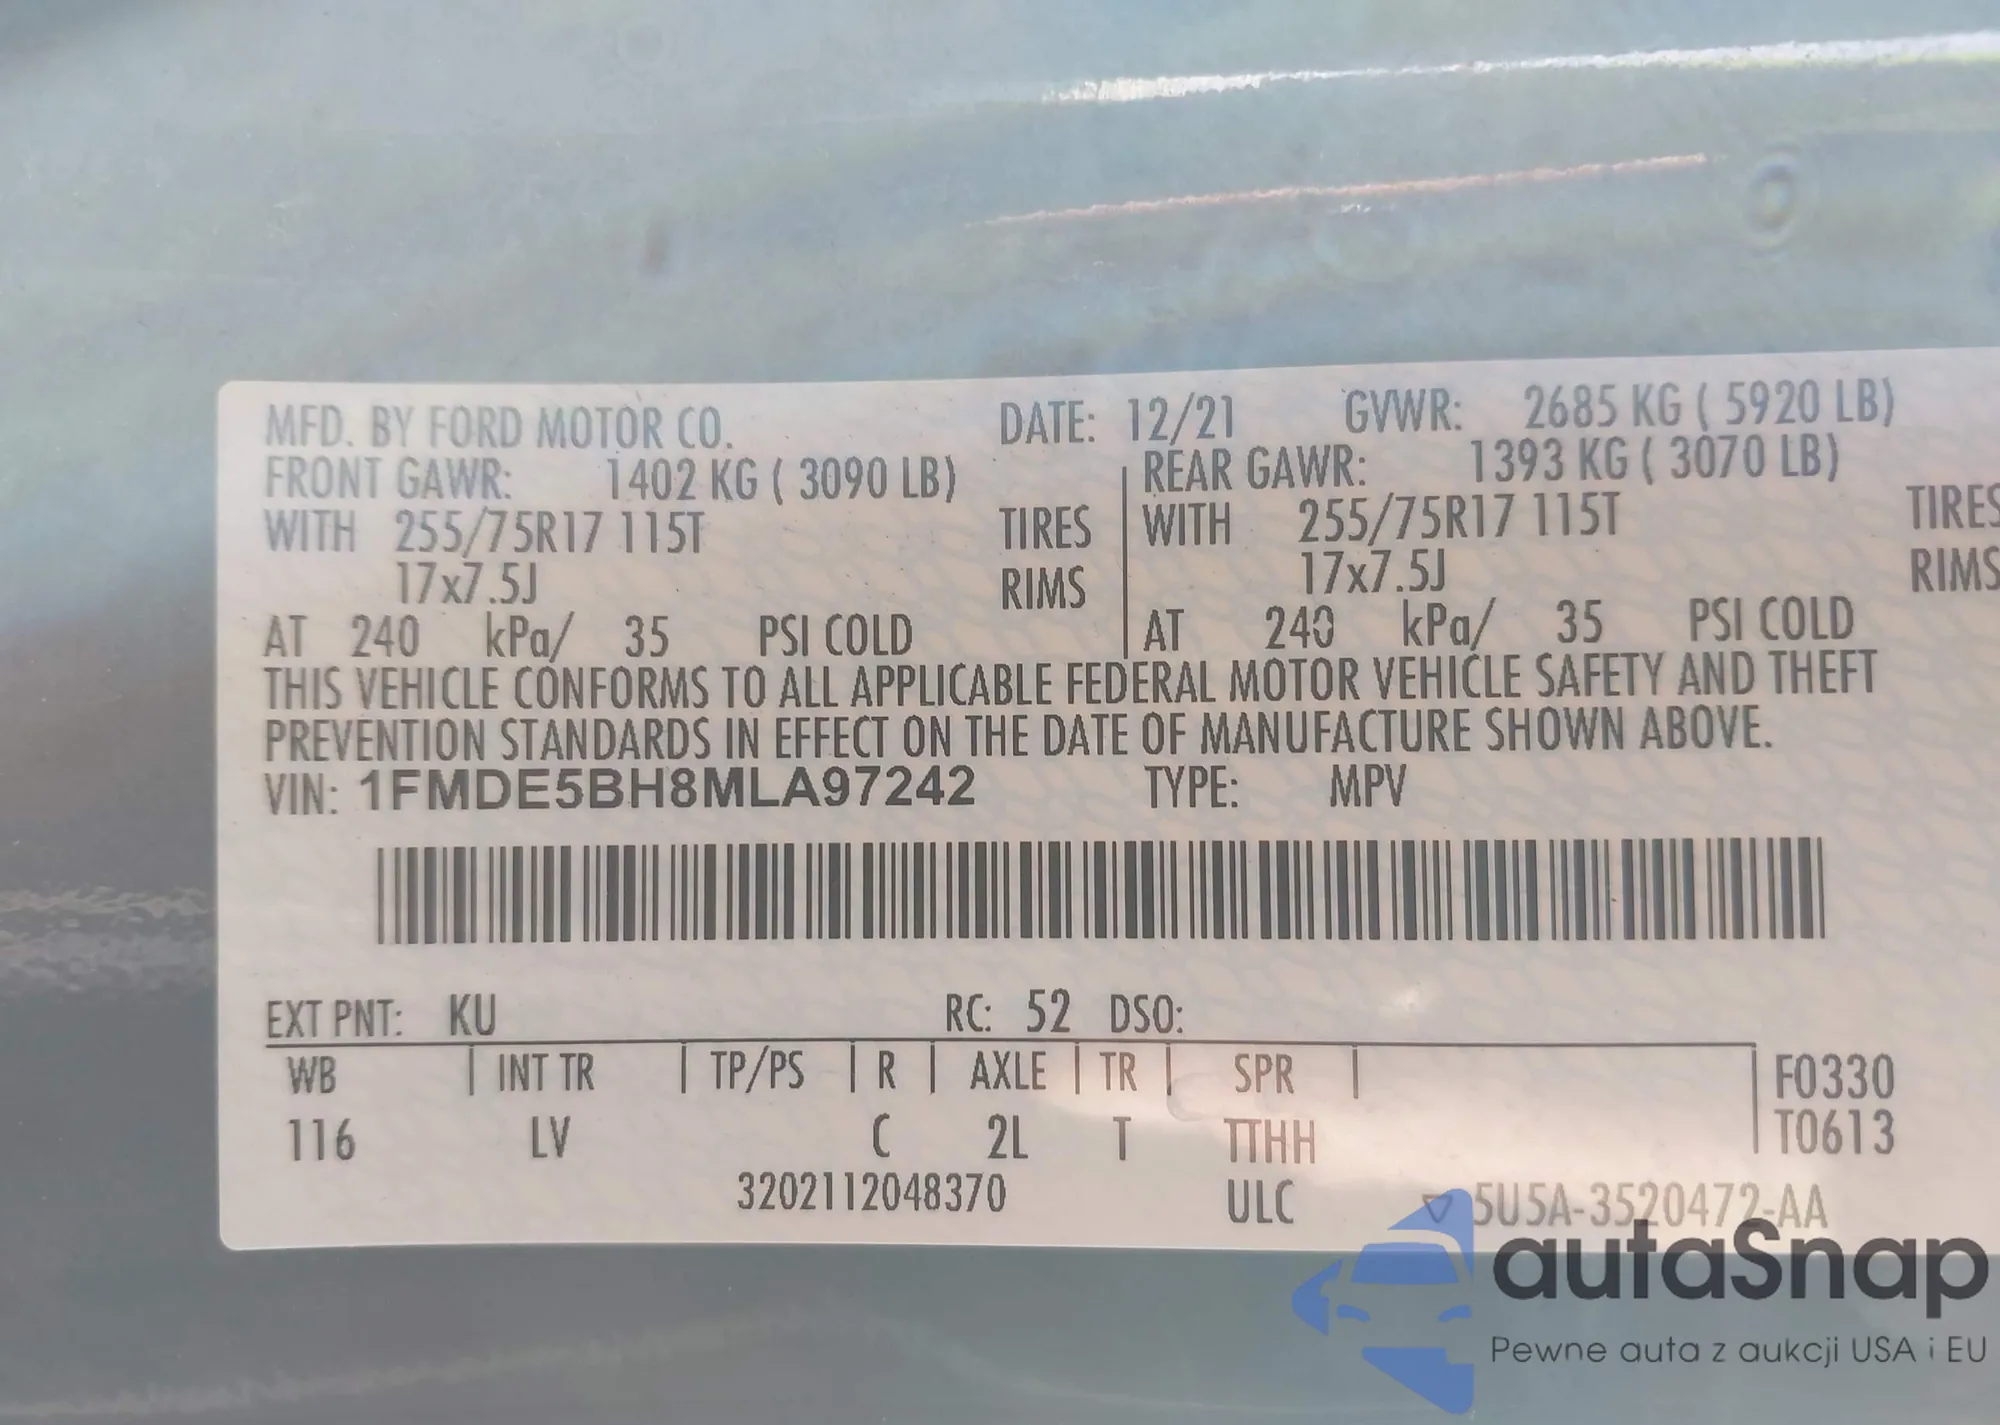 MFD. BY FORD MOTOR CO. DATE: 12/21 GVWR: 2685 KG ( 5920 LB)
FRONT GAWR: 1402 KG ( 3090 LB) REAR GAWR: 1393 KG ( 3070 LB)
WITH 255/75R17 115T TIRES WITH 255/75R17 115T TIRES
17x7.5J RIMS 17x7.5J RIMS
AT 240 kPa/ 35 PSI COLD AT 240 kPa/ 35 PSI COLD
THIS VEHICLE CONFORMS TO ALL APPLICABLE FEDERAL MOTOR VEHICLE SAFETY AND THEFT
PREVENTION STANDARDS IN EFFECT ON THE DATE OF MANUFACTURE SHOWN ABOVE.
VIN: 1FMDE5BH8MLA97242 TYPE: MPV
EXT PNT: KU RC: 52 DSO:
WB INT TR TP/PS R AXLE TR SPR F0330
116 LV C 2L T TTHH T0613
3202112048370 ULC 5U5A-3520472-AA
autaSnap
Pewne auta z aukcji USA i EU